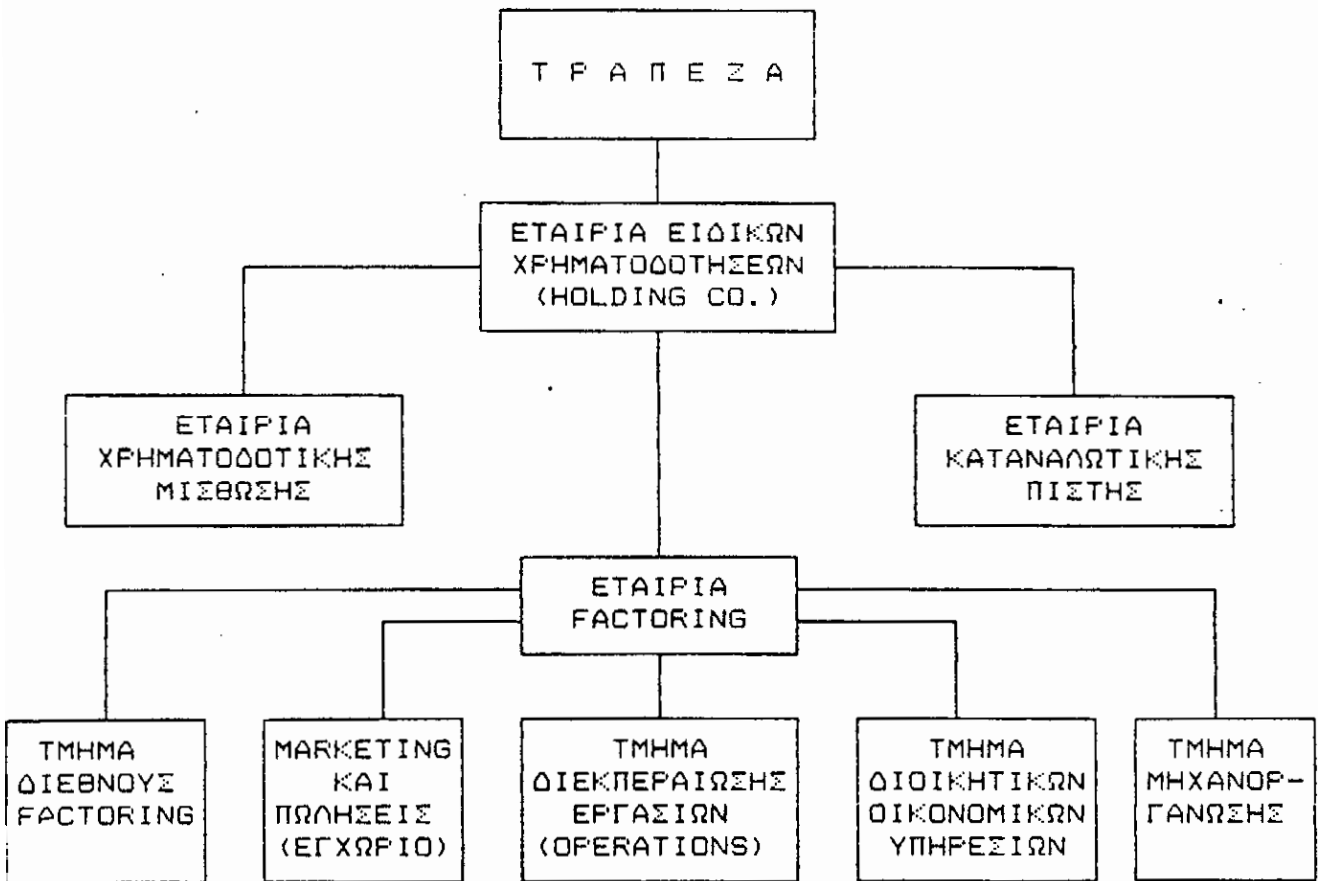 Τ Ρ Α Π Ε Ζ Α
ΕΤΑΙΡΙΑ ΕΙΔΙΚΩΝ
ΧΡΗΜΑΤΟΔΟΤΗΣΕΩΝ
(HOLDING CO.)
ΕΤΑΙΡΙΑ
ΧΡΗΜΑΤΟΔΟΤΙΚΗΣ
ΜΙΣΘΩΣΗΣ
ΕΤΑΙΡΙΑ
ΚΑΤΑΝΑΛΩΤΙΚΗΣ
ΠΙΣΤΗΣ
ΕΤΑΙΡΙΑ
FACTORING
ΤΜΗΜΑ
ΔΙΕΘΝΟΥΣ
FACTORING
MARKETING
ΚΑΙ
ΠΩΛΗΣΕΙΣ
(ΕΓΧΩΡΙΟ)
ΤΜΗΜΑ
ΔΙΕΚΠΕΡΑΙΩΣΗΣ
ΕΡΓΑΣΙΩΝ
(OPERATIONS)
ΤΜΗΜΑ
ΔΙΟΙΚΗΤΙΚΩΝ
ΟΙΚΟΝΟΜΙΚΩΝ
ΥΠΗΡΕΣΙΩΝ
ΤΜΗΜΑ
ΜΗΧΑΝΟΡ-
ΓΑΝΩΣΗΣ